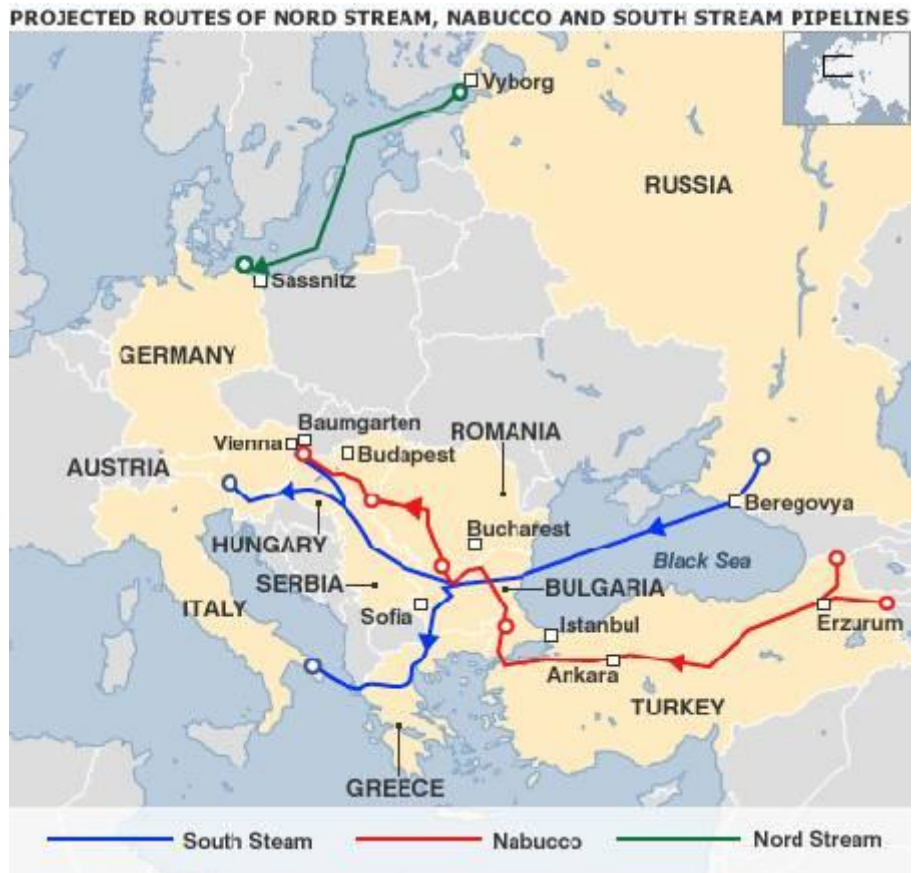 PROJECTED ROUTES OF NORD STREAM, NABUCCO AND SOUTH STREAM PIPELINES
Vyborg
RUSSIA
Sassnitz
GERMANY
Baumgarten
Vienna
Budapest
ROMANIA
AUSTRIA
Beregovya
HUNGARY
Bucharest
Black Sea
SERBIA
BULGARIA
ITALY
Sofia
Istanbul
Erzurum
Ankara
TURKEY
GREECE
South Steam
Nabucco
Nord Stream